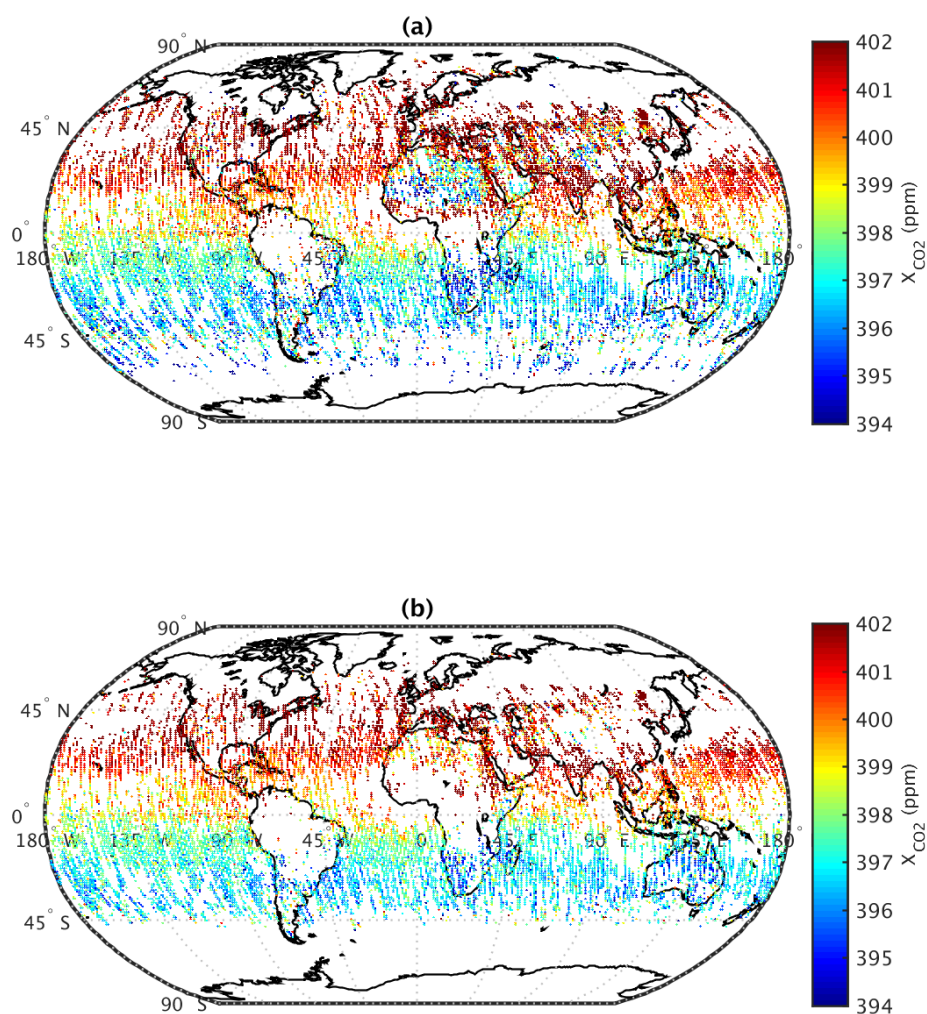 (a)
90° N
45° N
0°
180° W
135° W
90° W
45° W
0°
45° E
90° E
135° E
180°
45° S
90° S
402
401
400
399
398
397
396
395
394
X_CO2 (ppm)
(b)
90° N
45° N
0°
180° W
135° W
90° W
45° W
0°
45° E
90° E
135° E
180°
45° S
90° S
402
401
400
399
398
397
396
395
394
X_CO2 (ppm)